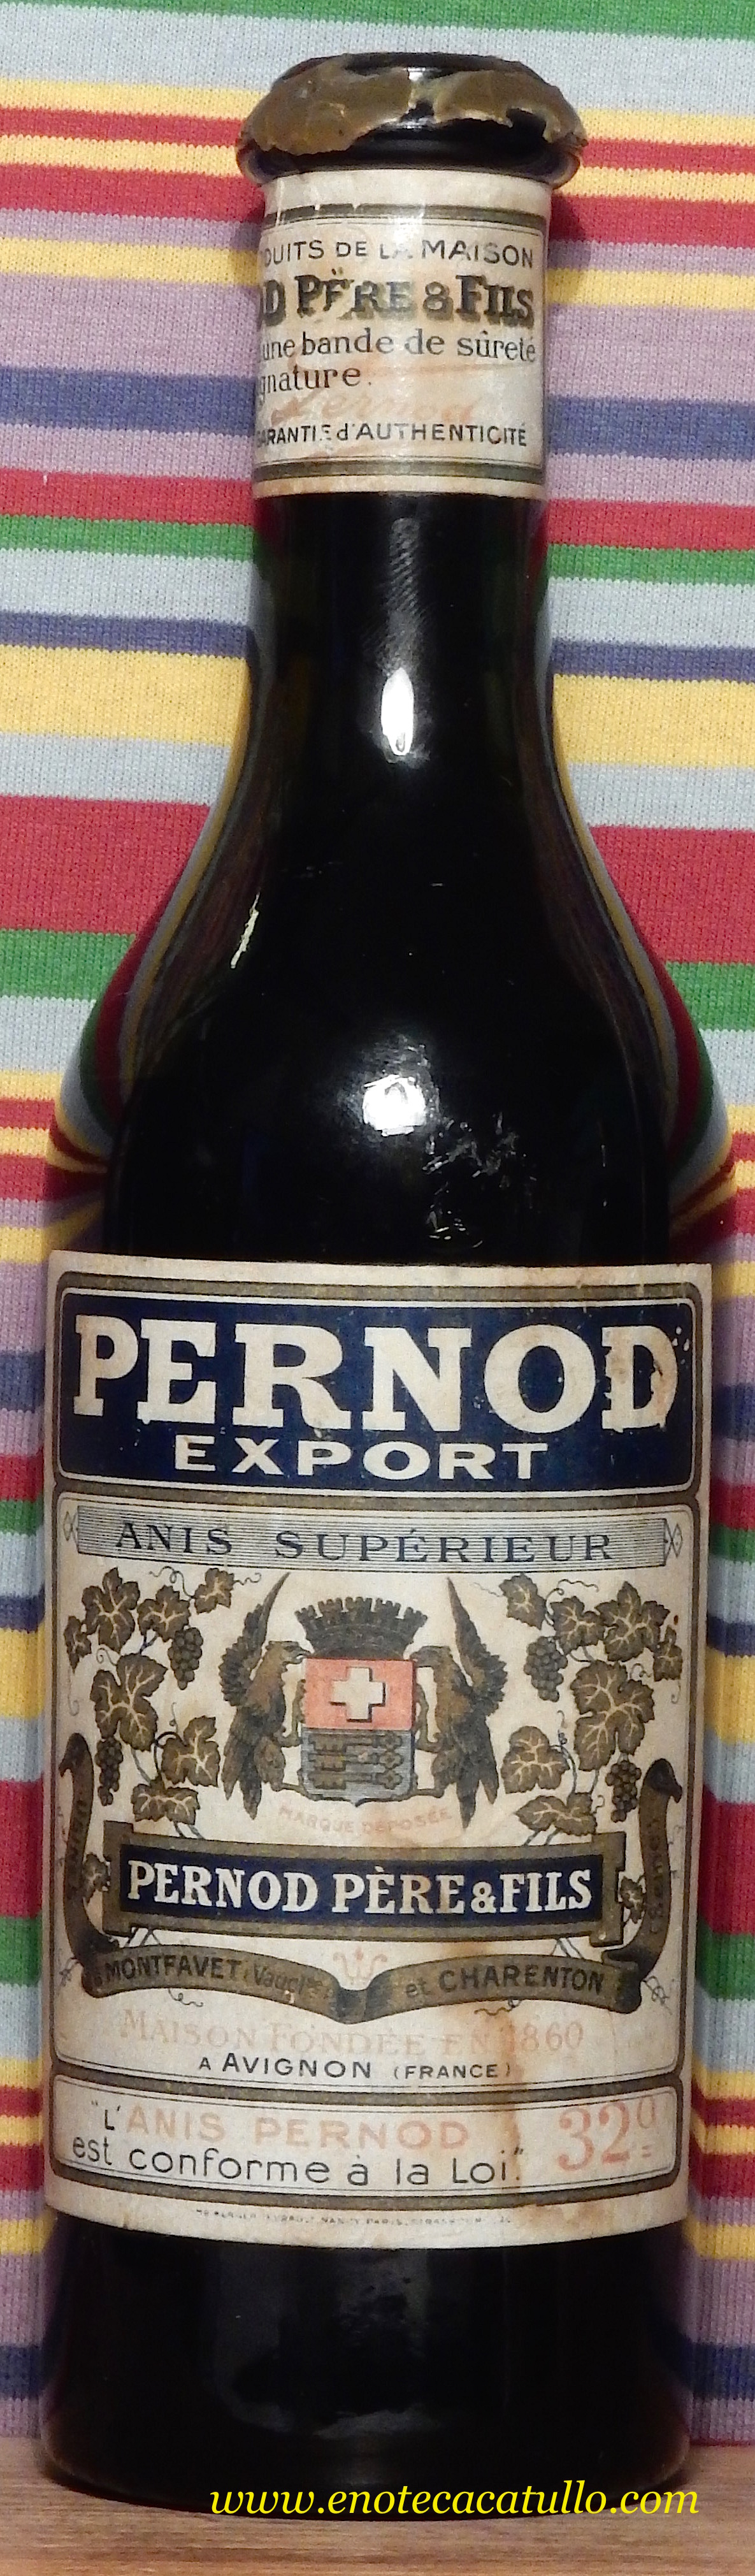 DUITS DE LA MAISON
OD PÈRE & FILS
une bande de sûreté
gnature.
GARANTIE d'AUTHENTICITÉ
PERNOD
EXPORT
ANIS SUPÉRIEUR
MARQUE DÉPOSÉE
PERNOD PÈRE & FILS
MONTFAVET (Vaucl et CHARENTON
MAISON FONDÉE EN 1860
A AVIGNON (FRANCE)
"L'ANIS PERNOD
est conforme à la Loi." 32°
www.enotecacatullo.com